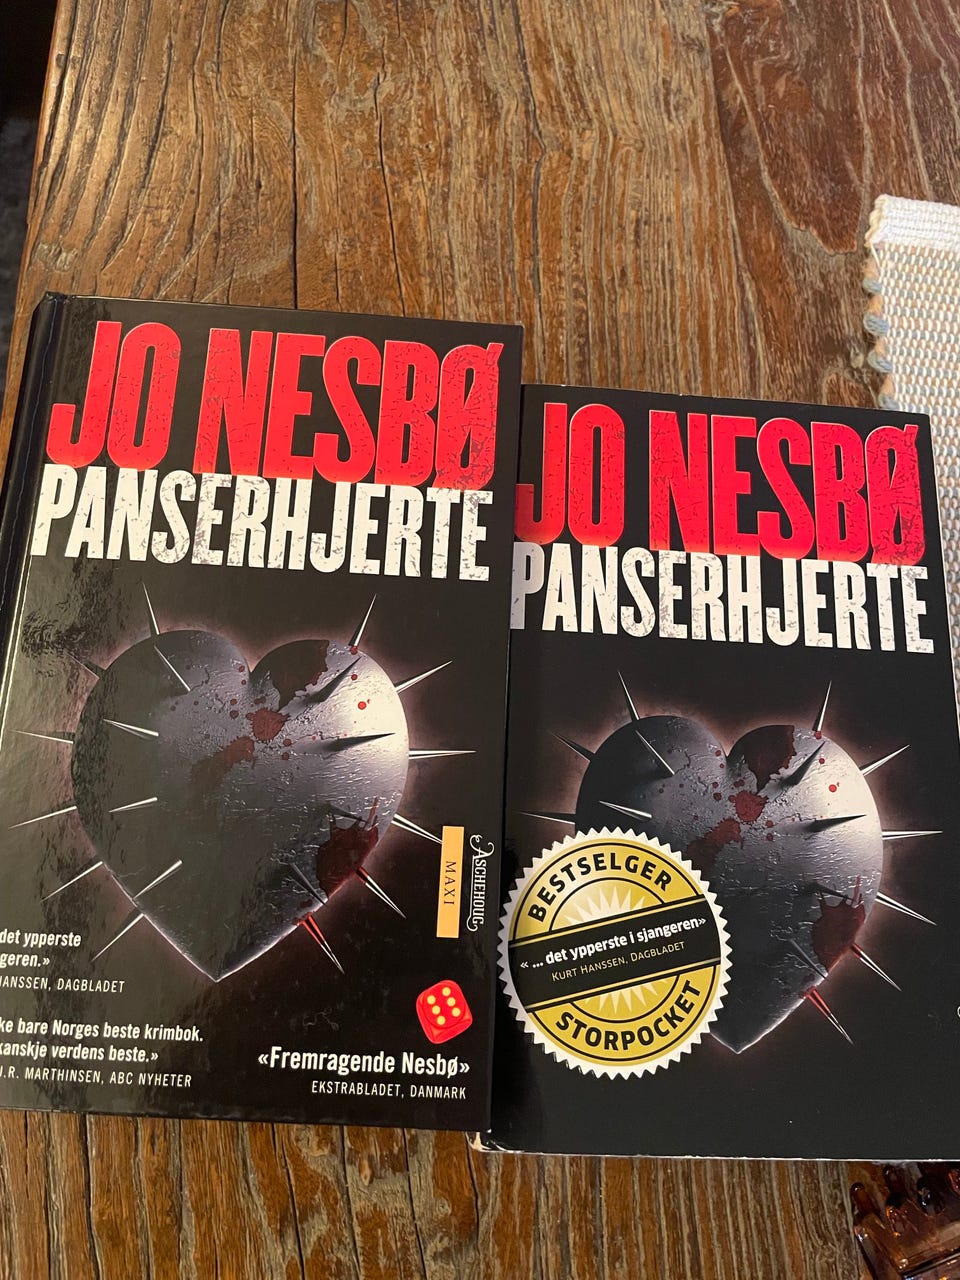 JO NESBØ
PANSERHJERTE
ASCHEHOUG
MAXI
det ypperste
geren.»
HANSSEN, DAGBLADET
ke bare Norges beste krimbok.
kanskje verdens beste.»
J.R. MARTHINSEN, ABC NYHETER
«Fremragende Nesbø»
EKSTRABLADET, DANMARK
JO NESBØ
PANSERHJERTE
BESTSELGER
« ... det ypperste i sjangeren»
KURT HANSSEN, DAGBLADET
STORPOCKET